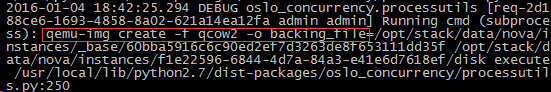 2016-01-04 18:42:25.294 DEBUG oslo_concurrency/processutils [req-2d1
88ce6-1693-4858-8a02-621a14ea12fa admin admin] Running cmd (subproce
ss): qemu-img create -f qcow2 -o backing_file=/opt/stack/data/nova/i
nstances/_base/60bba5916c6c90ed2ef7d3263de8f653111dd35f /opt/stack/d
ata/nova/instances/f1e22596-6844-4d7a-84a3-e41e6d7618ef/disk execute
 /usr/local/lib/python2.7/dist-packages/oslo_concurrency/processutil
s.py:250